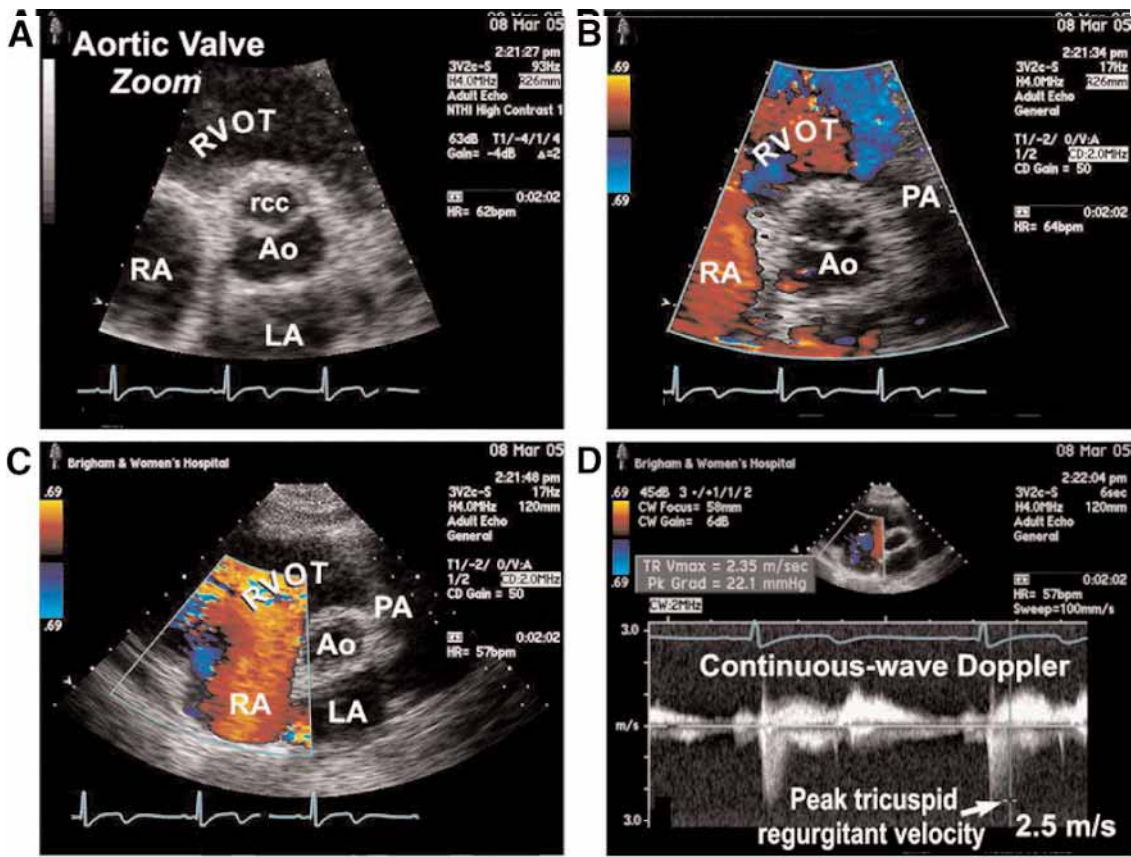 A
08 Mar 05
Aortic Valve
Zoom
2:21:27 pm
3V2c-S 93Hz
H4.0MHz R26mm
Adult Echo
NTHI High Contrast 1
63dB T1/-4/1/4
Gain= -4dB Δ=2
0:02:02
HR= 62bpm
RVOT
rcc
Ao
RA
LA
B
08 Mar 05
2:21:34 pm
3V2c-S 17Hz
H4.0MHz R26mm
Adult Echo
General
T1/-2/ 0/V:A
1/2 CD:2.0MHz
CD Gain = 50
0:02:02
HR= 64bpm
.69
.69
RVOT
PA
RA
Ao
C
Brigham & Women's Hospital
08 Mar 05
2:21:48 pm
3V2c-S 17Hz
H4.0MHz 120mm
Adult Echo
General
T1/-2/ 0/V:A
1/2 CD:2.0MHz
CD Gain = 50
0:02:02
HR= 57bpm
.69
.69
RVOT
PA
Ao
RA
LA
D
Brigham & Women's Hospital
08 Mar 05
2:22:04 pm
3V2c-S 6sec
H4.0MHz 120mm
Adult Echo
General
0:02:02
HR= 57bpm
Sweep=100mm/s
.69
.69
45dB 3 •/+1/1/2
CW Focus= 58mm
CW Gain= 6dB
TR Vmax = 2.35 m/sec
Pk Grad = 22.1 mmHg
CW:2MHz
3.0
Continuous-wave Doppler
m/s
Peak tricuspid
regurgitant velocity
2.5 m/s
3.0